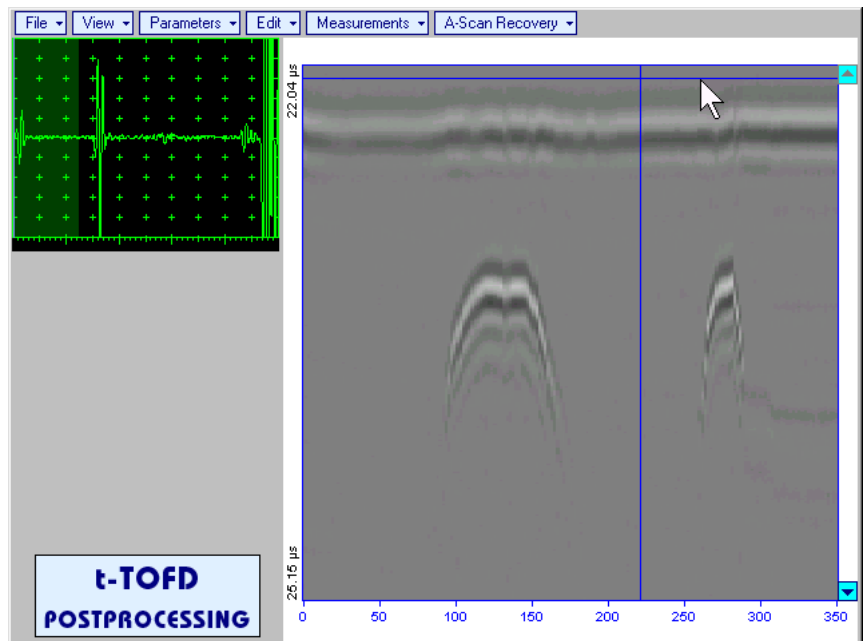 File View Parameters Edit Measurements A-Scan Recovery
22.04 µs
25.15 µs
0 50 100 150 200 250 300 350
t-TOFD
POSTPROCESSING